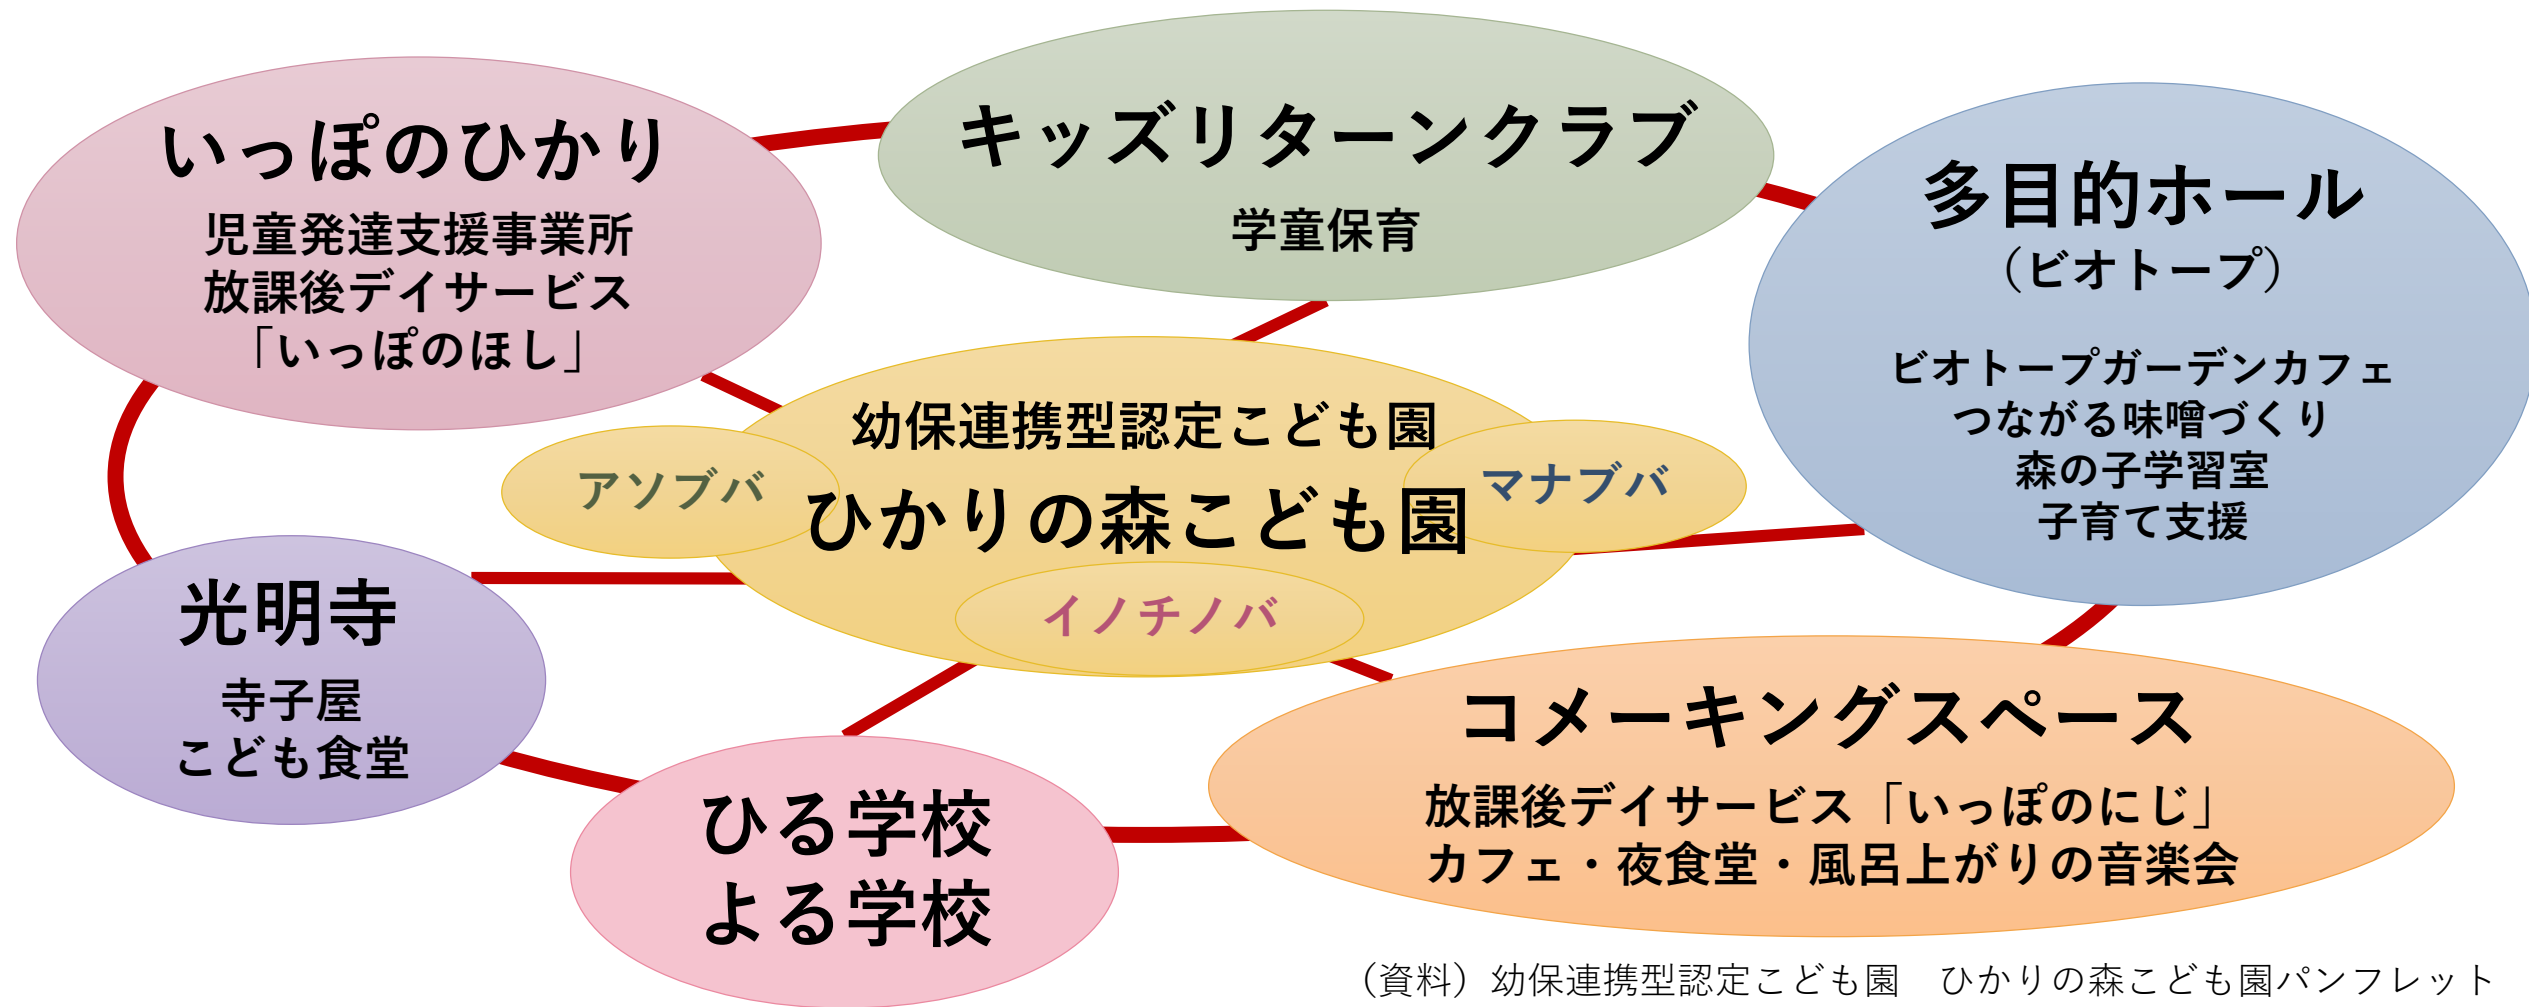 いっぽのひかり
児童発達支援事業所
放課後デイサービス
「いっぽのほし」
キッズリターンクラブ
学童保育
多目的ホール
（ビオトープ）
ビオトープガーデンカフェ
つながる味噌づくり
森の子学習室
子育て支援
幼保連携型認定こども園
ひかりの森こども園
アソブバ
マナブバ
イノチノバ
光明寺
寺子屋
こども食堂
ひる学校
よる学校
コメーキングスペース
放課後デイサービス「いっぽのにじ」
カフェ・夜食堂・風呂上がりの音楽会
（資料）幼保連携型認定こども園　ひかりの森こども園パンフレット